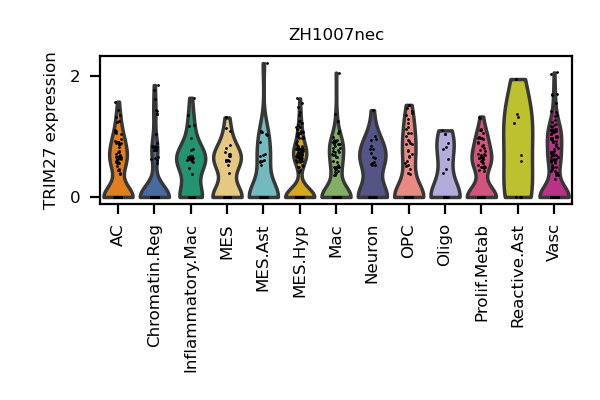 ZH1007nec
TRIM27 expression
2
0
AC
Chromatin.Reg
Inflammatory.Mac
MES
MES.Ast
MES.Hyp
Mac
Neuron
OPC
Oligo
Prolif.Metab
Reactive.Ast
Vasc